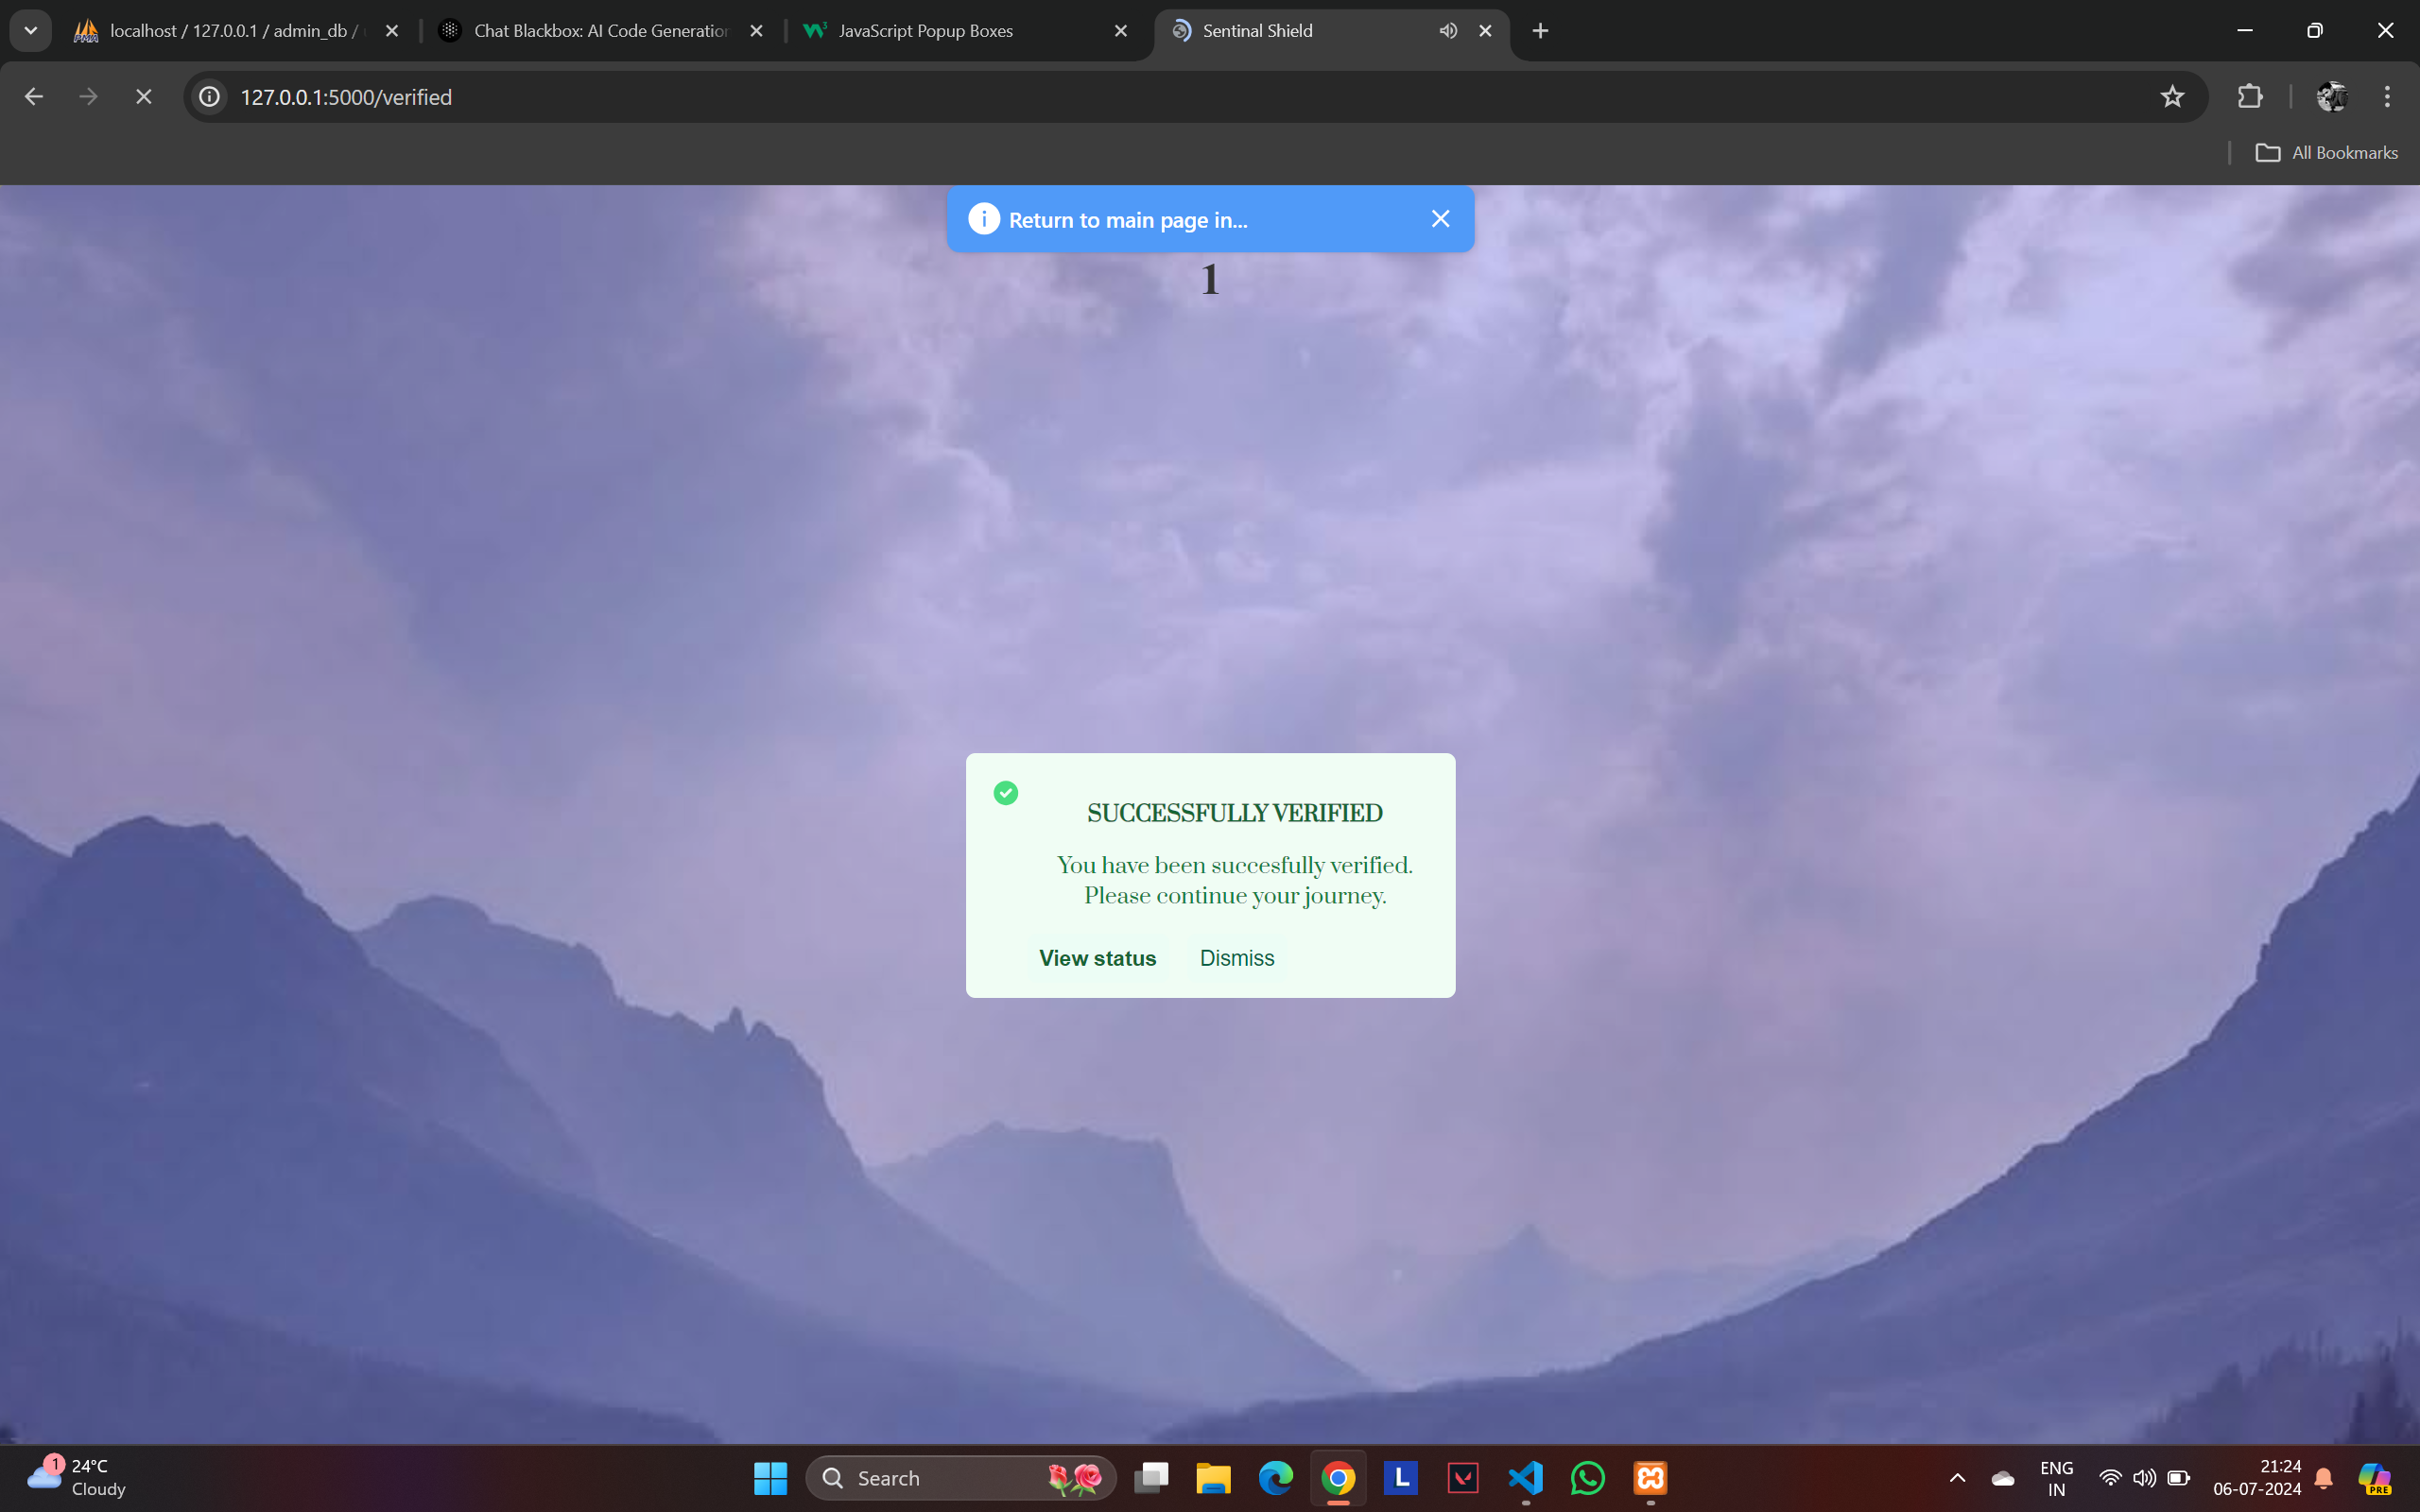 localhost / 127.0.0.1 / admin_db /
Chat Blackbox: AI Code Generation
JavaScript Popup Boxes
Sentinal Shield
127.0.0.1:5000/verified
All Bookmarks
Return to main page in...
1
SUCCESSFULLY VERIFIED
You have been succesfully verified.
Please continue your journey.
View status Dismiss
1
24°C
Cloudy
Search
L
ENG
IN
21:24
06-07-2024
PRE